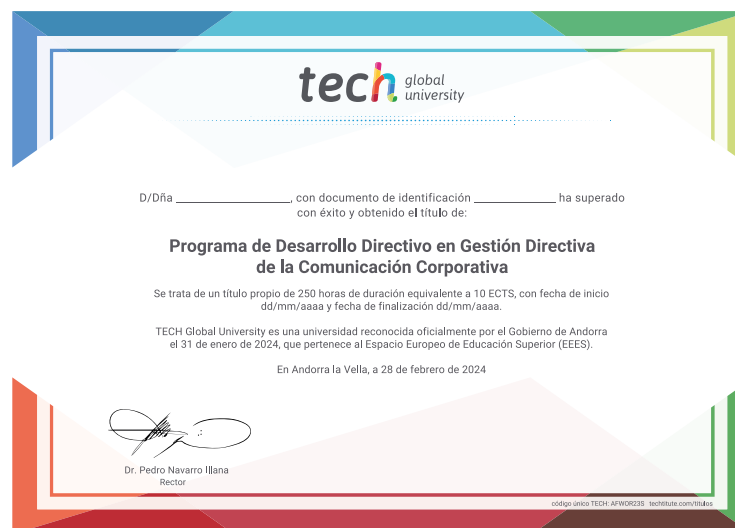 tech global university
D/Dña ________________, con documento de identificación ____________ ha superado
con éxito y obtenido el título de:
Programa de Desarrollo Directivo en Gestión Directiva
de la Comunicación Corporativa
Se trata de un título propio de 250 horas de duración equivalente a 10 ECTS, con fecha de inicio
dd/mm/aaaa y fecha de finalización dd/mm/aaaa.
TECH Global University es una universidad reconocida oficialmente por el Gobierno de Andorra
el 31 de enero de 2024, que pertenece al Espacio Europeo de Educación Superior (EEES).
En Andorra la Vella, a 28 de febrero de 2024
Dr. Pedro Navarro Illana
Rector
código único TECH: AFWOR23S techtitute.com/titulos